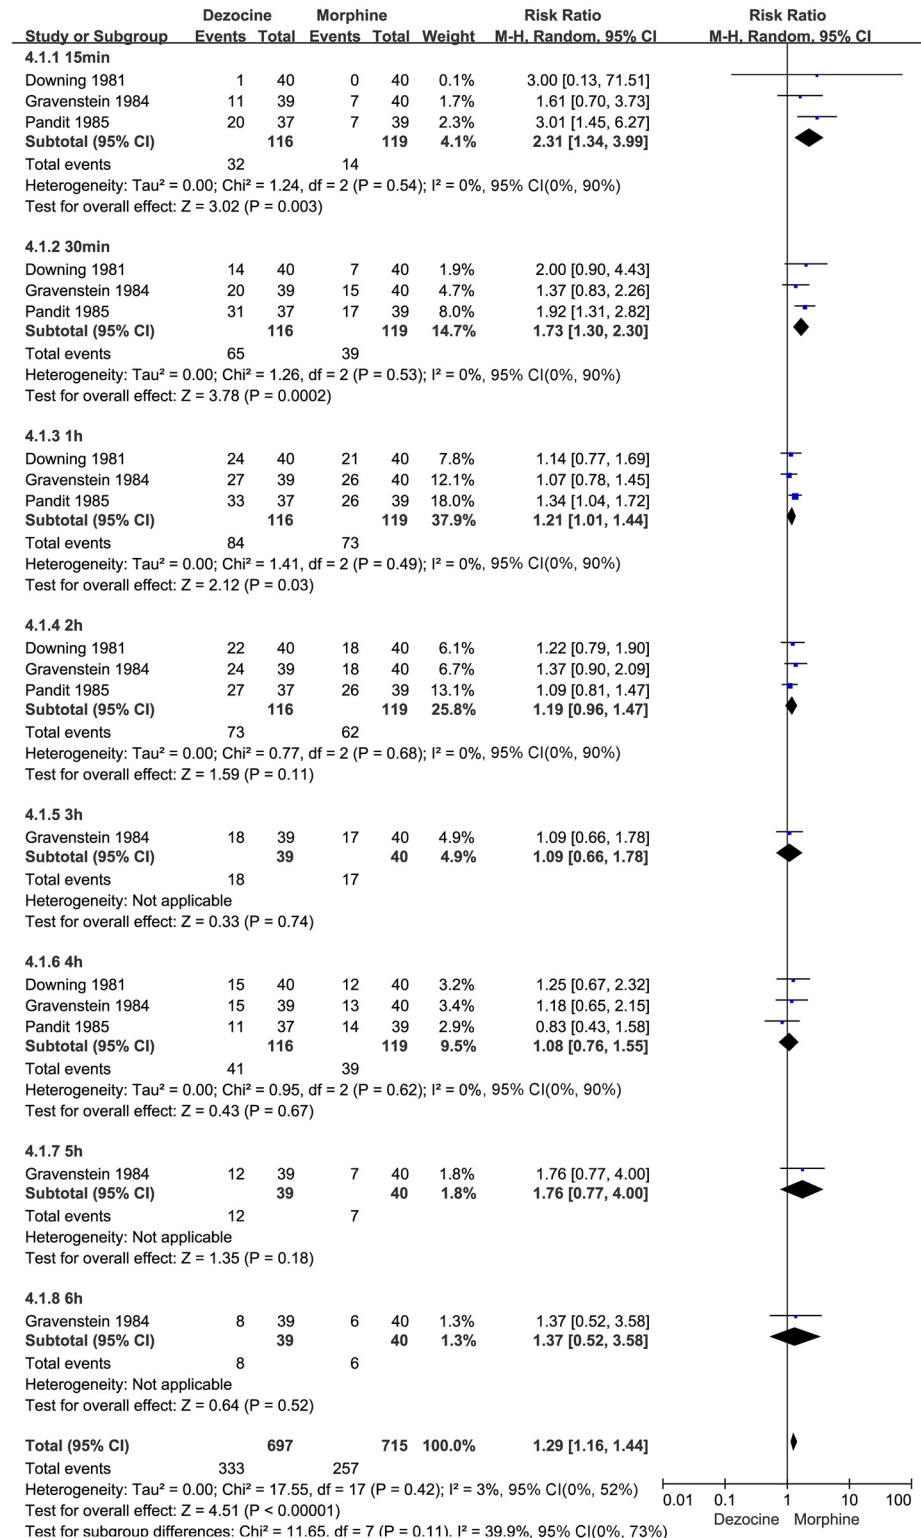 Dezocine Morphine Risk Ratio Risk Ratio
Study or Subgroup Events Total Events Total Weight M-H, Random, 95% CI M-H, Random, 95% CI
4.1.1 15min
Downing 1981 1 40 0 40 0.1% 3.00 [0.13, 71.51]
Gravenstein 1984 11 39 7 40 1.7% 1.61 [0.70, 3.73]
Pandit 1985 20 37 7 39 2.3% 3.01 [1.45, 6.27]
Subtotal (95% CI) 116 119 4.1% 2.31 [1.34, 3.99]
Total events 32 14
Heterogeneity: Tau² = 0.00; Chi² = 1.24, df = 2 (P = 0.54); I² = 0%, 95% CI(0%, 90%)
Test for overall effect: Z = 3.02 (P = 0.003)
4.1.2 30min
Downing 1981 14 40 7 40 1.9% 2.00 [0.90, 4.43]
Gravenstein 1984 20 39 15 40 4.7% 1.37 [0.83, 2.26]
Pandit 1985 31 37 17 39 8.0% 1.92 [1.31, 2.82]
Subtotal (95% CI) 116 119 14.7% 1.73 [1.30, 2.30]
Total events 65 39
Heterogeneity: Tau² = 0.00; Chi² = 1.26, df = 2 (P = 0.53); I² = 0%, 95% CI(0%, 90%)
Test for overall effect: Z = 3.78 (P = 0.0002)
4.1.3 1h
Downing 1981 24 40 21 40 7.8% 1.14 [0.77, 1.69]
Gravenstein 1984 27 39 26 40 12.1% 1.07 [0.78, 1.45]
Pandit 1985 33 37 26 39 18.0% 1.34 [1.04, 1.72]
Subtotal (95% CI) 116 119 37.9% 1.21 [1.01, 1.44]
Total events 84 73
Heterogeneity: Tau² = 0.00; Chi² = 1.41, df = 2 (P = 0.49); I² = 0%, 95% CI(0%, 90%)
Test for overall effect: Z = 2.12 (P = 0.03)
4.1.4 2h
Downing 1981 22 40 18 40 6.1% 1.22 [0.79, 1.90]
Gravenstein 1984 24 39 18 40 6.7% 1.37 [0.90, 2.09]
Pandit 1985 27 37 26 39 13.1% 1.09 [0.81, 1.47]
Subtotal (95% CI) 116 119 25.8% 1.19 [0.96, 1.47]
Total events 73 62
Heterogeneity: Tau² = 0.00; Chi² = 0.77, df = 2 (P = 0.68); I² = 0%, 95% CI(0%, 90%)
Test for overall effect: Z = 1.59 (P = 0.11)
4.1.5 3h
Gravenstein 1984 18 39 17 40 4.9% 1.09 [0.66, 1.78]
Subtotal (95% CI) 39 40 4.9% 1.09 [0.66, 1.78]
Total events 18 17
Heterogeneity: Not applicable
Test for overall effect: Z = 0.33 (P = 0.74)
4.1.6 4h
Downing 1981 15 40 12 40 3.2% 1.25 [0.67, 2.32]
Gravenstein 1984 15 39 13 40 3.4% 1.18 [0.65, 2.15]
Pandit 1985 11 37 14 39 2.9% 0.83 [0.43, 1.58]
Subtotal (95% CI) 116 119 9.5% 1.08 [0.76, 1.55]
Total events 41 39
Heterogeneity: Tau² = 0.00; Chi² = 0.95, df = 2 (P = 0.62); I² = 0%, 95% CI(0%, 90%)
Test for overall effect: Z = 0.43 (P = 0.67)
4.1.7 5h
Gravenstein 1984 12 39 7 40 1.8% 1.76 [0.77, 4.00]
Subtotal (95% CI) 39 40 1.8% 1.76 [0.77, 4.00]
Total events 12 7
Heterogeneity: Not applicable
Test for overall effect: Z = 1.35 (P = 0.18)
4.1.8 6h
Gravenstein 1984 8 39 6 40 1.3% 1.37 [0.52, 3.58]
Subtotal (95% CI) 39 40 1.3% 1.37 [0.52, 3.58]
Total events 8 6
Heterogeneity: Not applicable
Test for overall effect: Z = 0.64 (P = 0.52)
Total (95% CI) 697 715 100.0% 1.29 [1.16, 1.44]
Total events 333 257
Heterogeneity: Tau² = 0.00; Chi² = 17.55, df = 17 (P = 0.42); I² = 3%, 95% CI(0%, 52%)
Test for overall effect: Z = 4.51 (P < 0.00001)
Test for subgroup differences: Chi² = 11.65, df = 7 (P = 0.11), I² = 39.9%, 95% CI(0%, 73%)
0.01 0.1 1 10 100
Dezocine Morphine